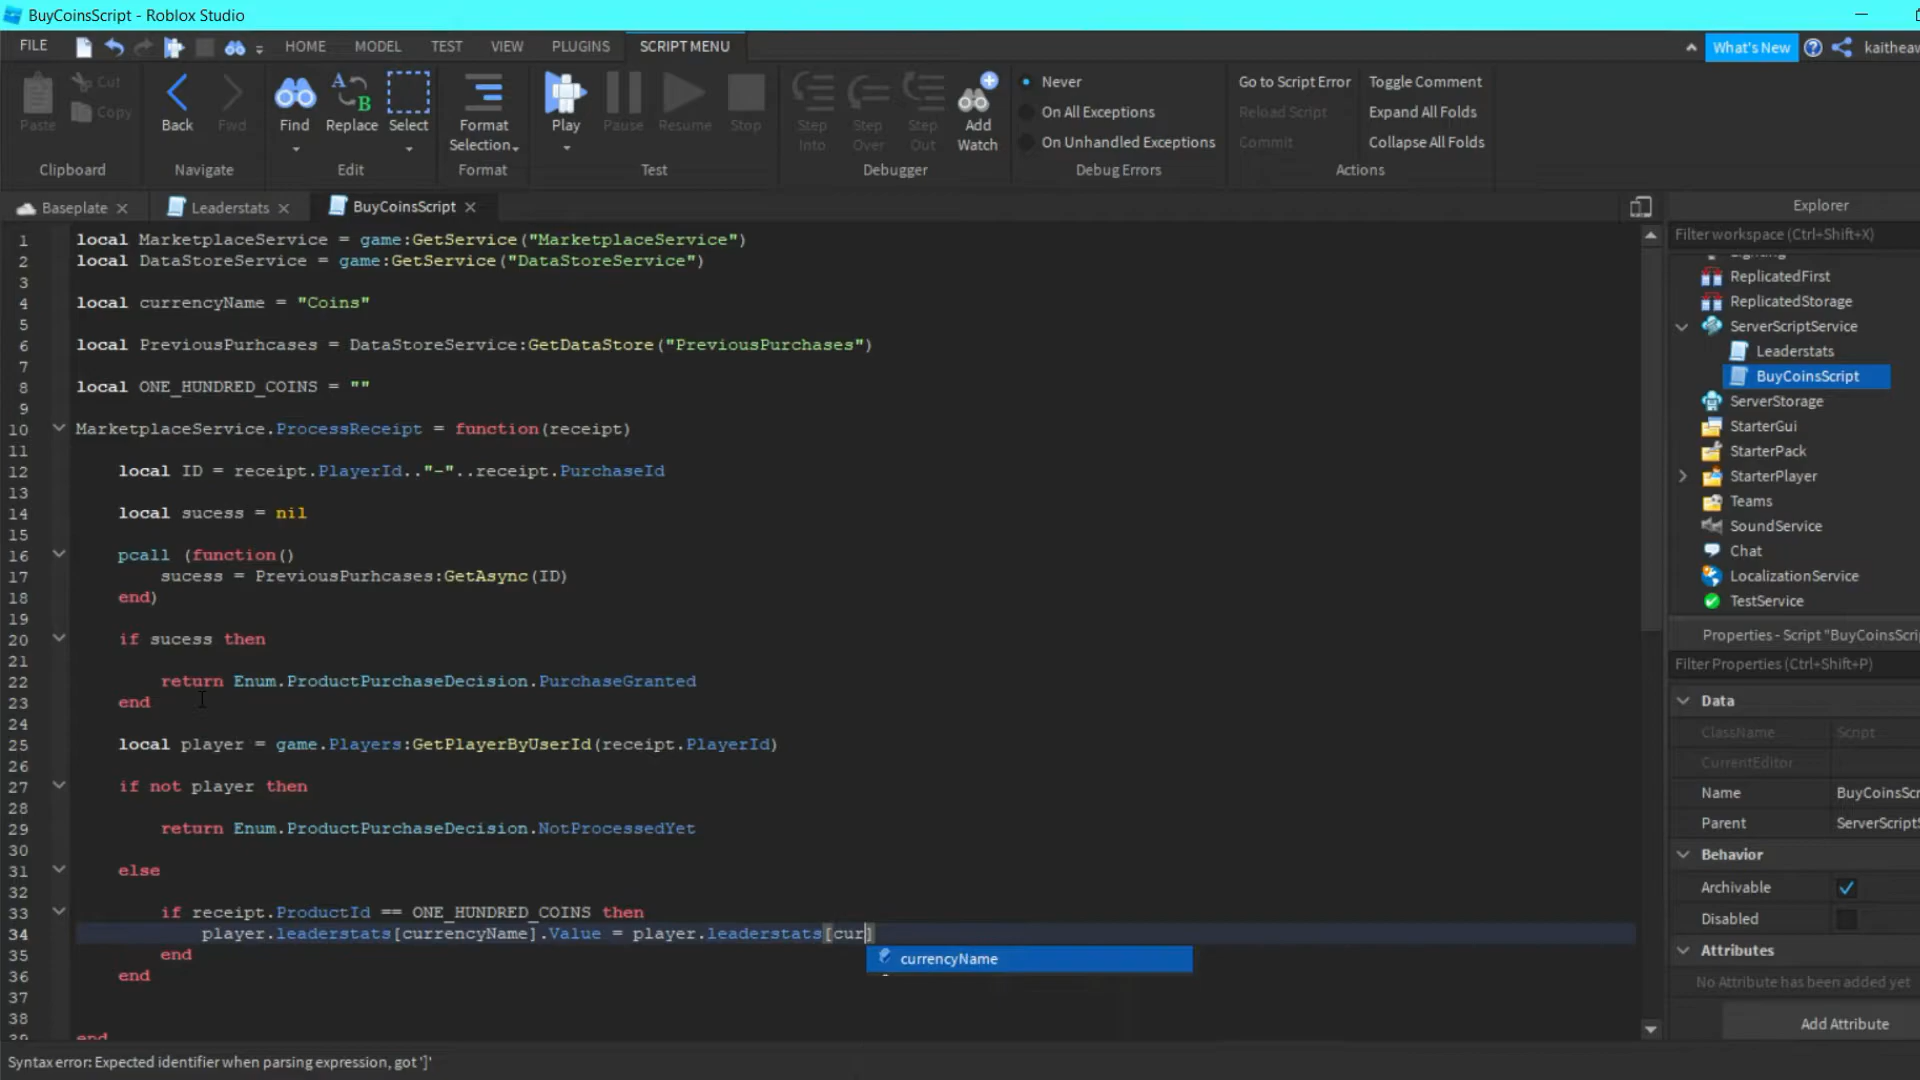 BuyCoinsScript - Roblox Studio
FILE HOME MODEL TEST VIEW PLUGINS SCRIPT MENU What's New kaitheaw
Paste Cut Copy Back Fwd Find Replace Select Format Selection Play Pause Resume Stop Step Into Step Over Step Out Add Watch
Never
On All Exceptions
On Unhandled Exceptions
Go to Script Error
Reload Script
Commit
Toggle Comment
Expand All Folds
Collapse All Folds
Clipboard Navigate Edit Format Test Debugger Debug Errors Actions
Baseplate Leaderstats BuyCoinsScript
1 local MarketplaceService = game:GetService("MarketplaceService")
2 local DataStoreService = game:GetService("DataStoreService")
3
4 local currencyName = "Coins"
5
6 local PreviousPurhcases = DataStoreService:GetDataStore("PreviousPurchases")
7
8 local ONE_HUNDRED_COINS = ""
9
10 MarketplaceService.ProcessReceipt = function(receipt)
11
12 local ID = receipt.PlayerId.."-"..receipt.PurchaseId
13
14 local sucess = nil
15
16 pcall (function()
17 sucess = PreviousPurhcases:GetAsync(ID)
18 end)
19
20 if sucess then
21
22 return Enum.ProductPurchaseDecision.PurchaseGranted
23 end
24
25 local player = game.Players:GetPlayerByUserId(receipt.PlayerId)
26
27 if not player then
28
29 return Enum.ProductPurchaseDecision.NotProcessedYet
30
31 else
32
33 if receipt.ProductId == ONE_HUNDRED_COINS then
34 player.leaderstats[currencyName].Value = player.leaderstats[cur]
currencyName
35 end
36 end
37
38
39 end
Syntax error: Expected identifier when parsing expression, got ']'
Explorer
Filter workspace (Ctrl+Shift+X)
Lighting
ReplicatedFirst
ReplicatedStorage
ServerScriptService
Leaderstats
BuyCoinsScript
ServerStorage
StarterGui
StarterPack
StarterPlayer
Teams
SoundService
Chat
LocalizationService
TestService
Properties - Script "BuyCoinsScri
Filter Properties (Ctrl+Shift+P)
Data
ClassName Script
CurrentEditor
Name BuyCoinsScr
Parent ServerScriptS
Behavior
Archivable
Disabled
Attributes
No Attribute has been added yet
Add Attribute